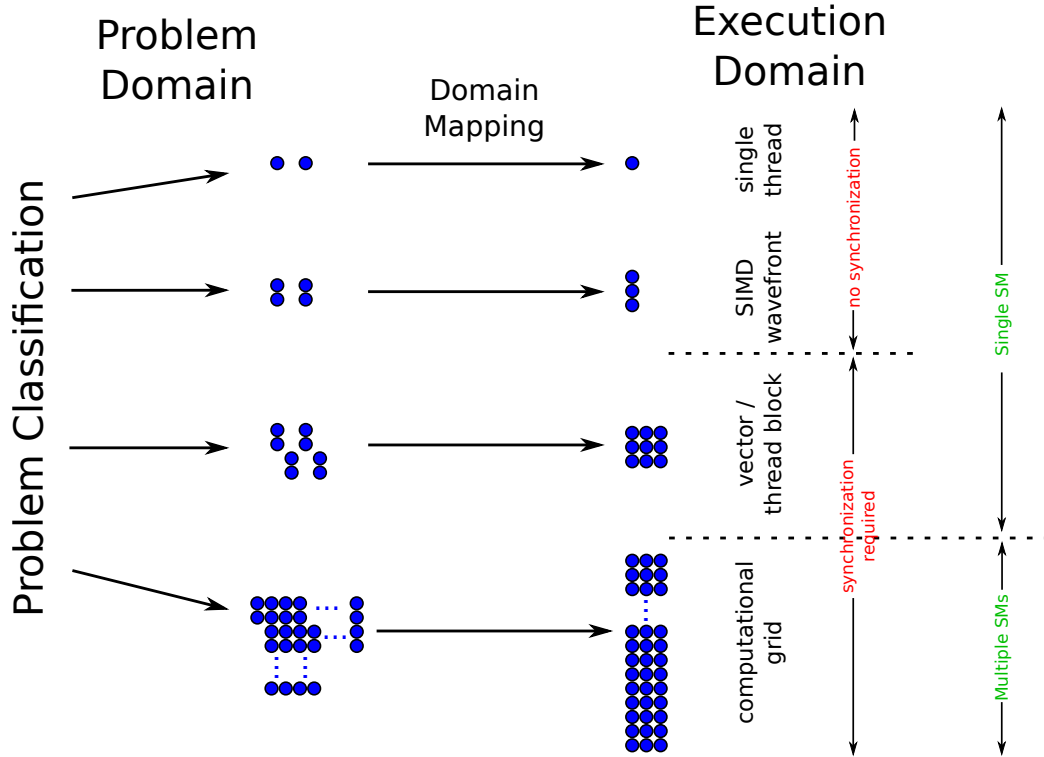 Problem
Domain
Execution
Domain
Domain
Mapping
Problem Classification
single
thread
SIMD
wavefront
vector /
thread block
computational
grid
no synchronization
synchronization
required
Single SM
Multiple SMs